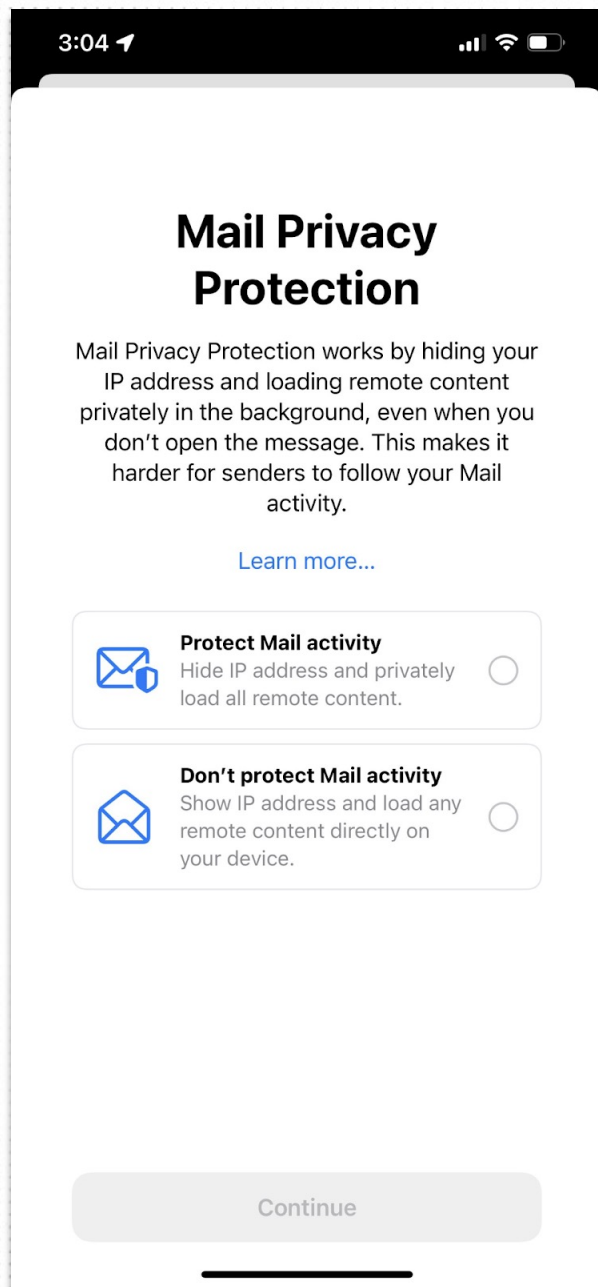 3:04
Mail Privacy
Protection
Mail Privacy Protection works by hiding your
IP address and loading remote content
privately in the background, even when you
don’t open the message. This makes it
harder for senders to follow your Mail
activity.
Learn more...
Protect Mail activity
Hide IP address and privately
load all remote content.
Don’t protect Mail activity
Show IP address and load any
remote content directly on
your device.
Continue